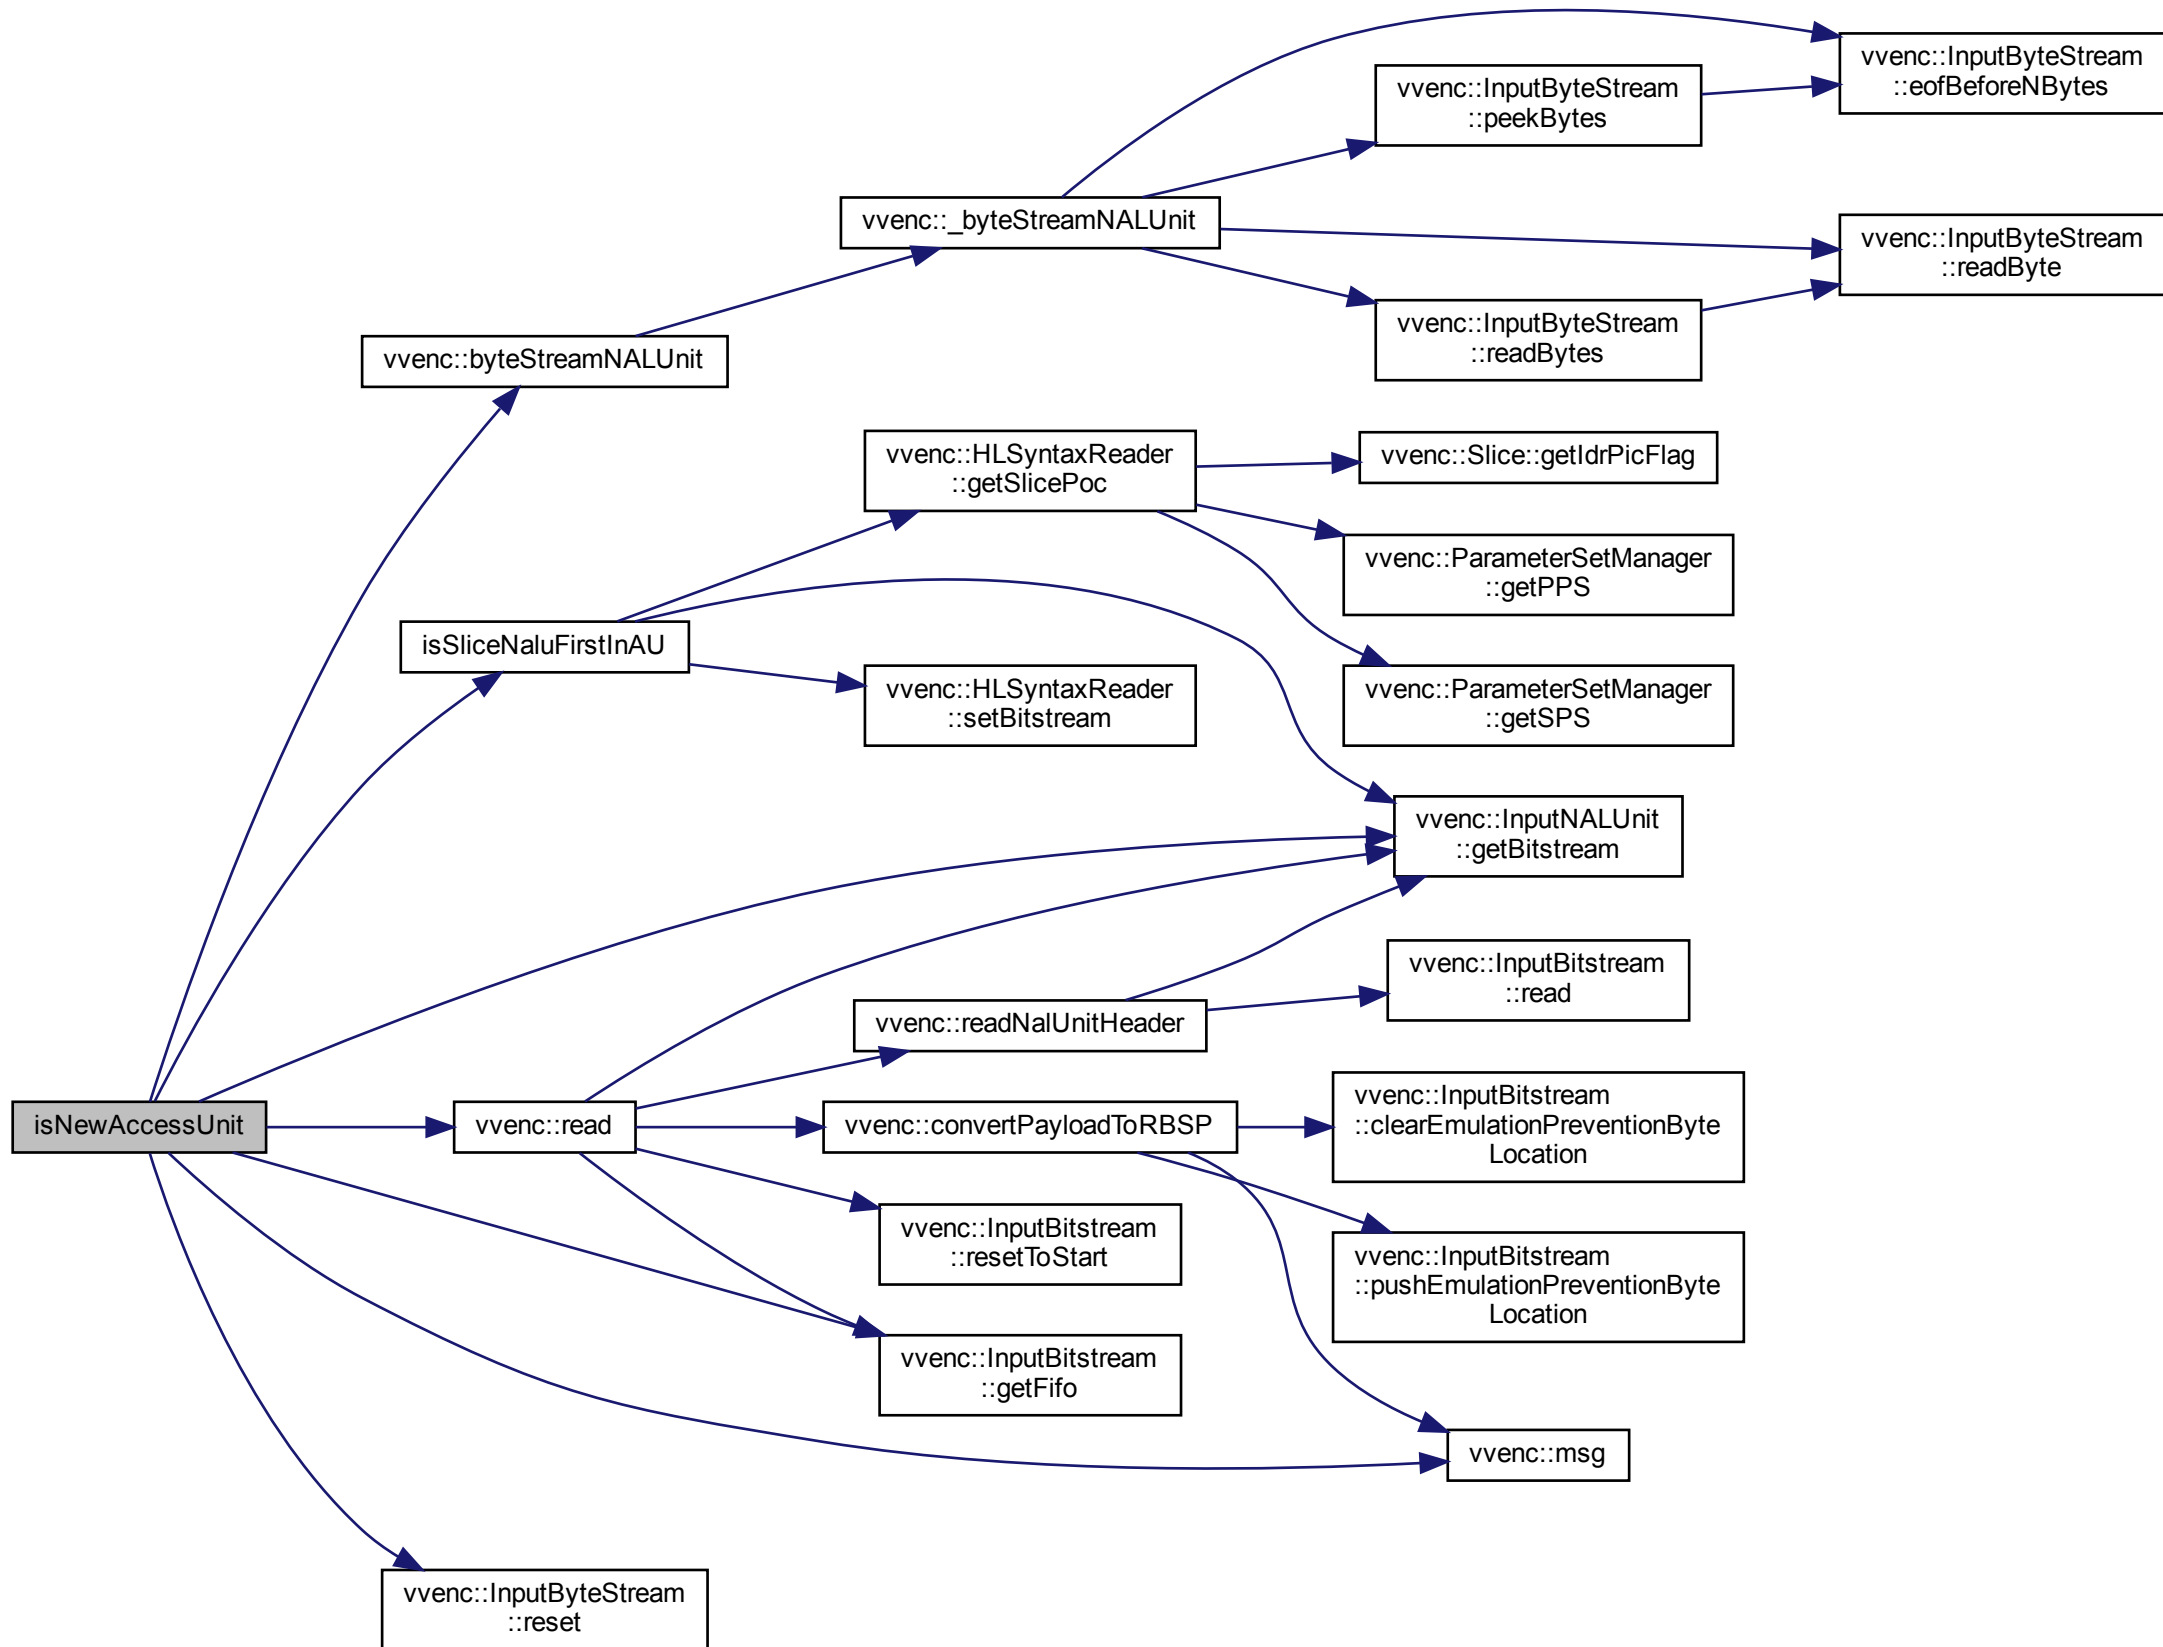 vvenc::InputByteStream
::eofBeforeNBytes
vvenc::InputByteStream
::peekBytes
vvenc::_byteStreamNALUnit
vvenc::InputByteStream
::readByte
vvenc::InputByteStream
::readBytes
vvenc::byteStreamNALUnit
vvenc::HLSyntaxReader
::getSlicePoc
vvenc::Slice::getIdrPicFlag
vvenc::ParameterSetManager
::getPPS
isSliceNaluFirstInAU
vvenc::HLSyntaxReader
::setBitstream
vvenc::ParameterSetManager
::getSPS
vvenc::InputNALUnit
::getBitstream
vvenc::InputBitstream
::read
vvenc::readNalUnitHeader
isNewAccessUnit
vvenc::read
vvenc::convertPayloadToRBSP
vvenc::InputBitstream
::clearEmulationPreventionByte
Location
vvenc::InputBitstream
::resetToStart
vvenc::InputBitstream
::pushEmulationPreventionByte
Location
vvenc::InputBitstream
::getFifo
vvenc::msg
vvenc::InputByteStream
::reset